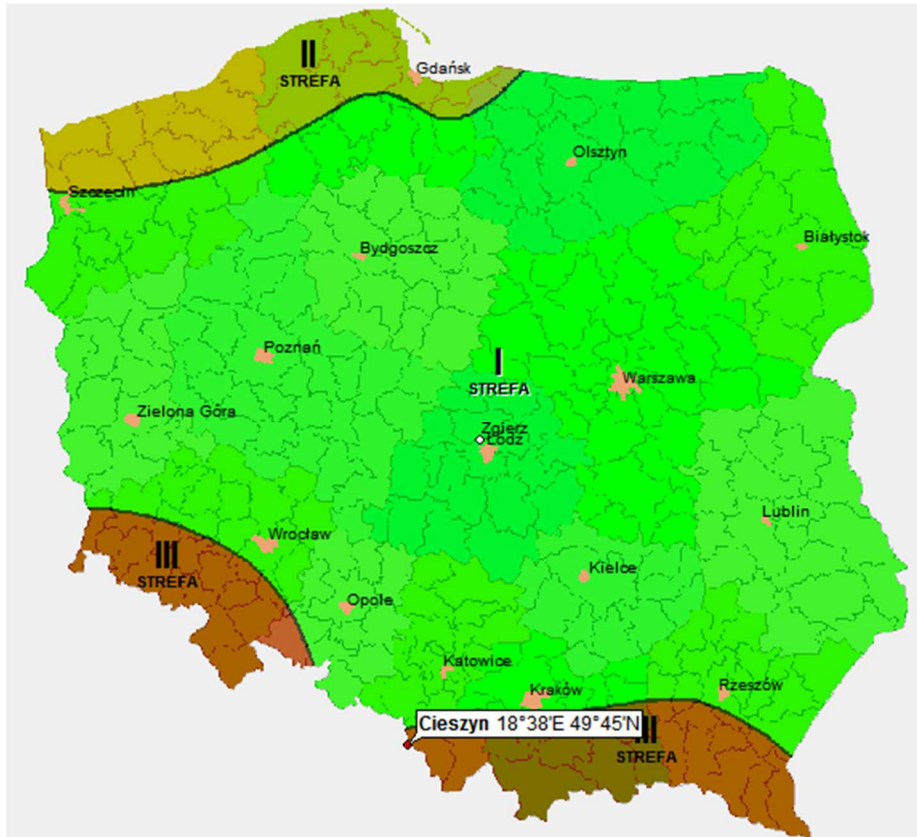 II
STREFA
Gdańsk
Olsztyn
Szczecin
Białystok
Bydgoszcz
I
STREFA
Poznań
Warszawa
Zielona Góra
Zgierz
Łódź
Lublin
Wrocław
III
STREFA
Kielce
Opole
Katowice
Kraków
Rzeszów
Cieszyn 18°38'E 49°45'N
III
STREFA